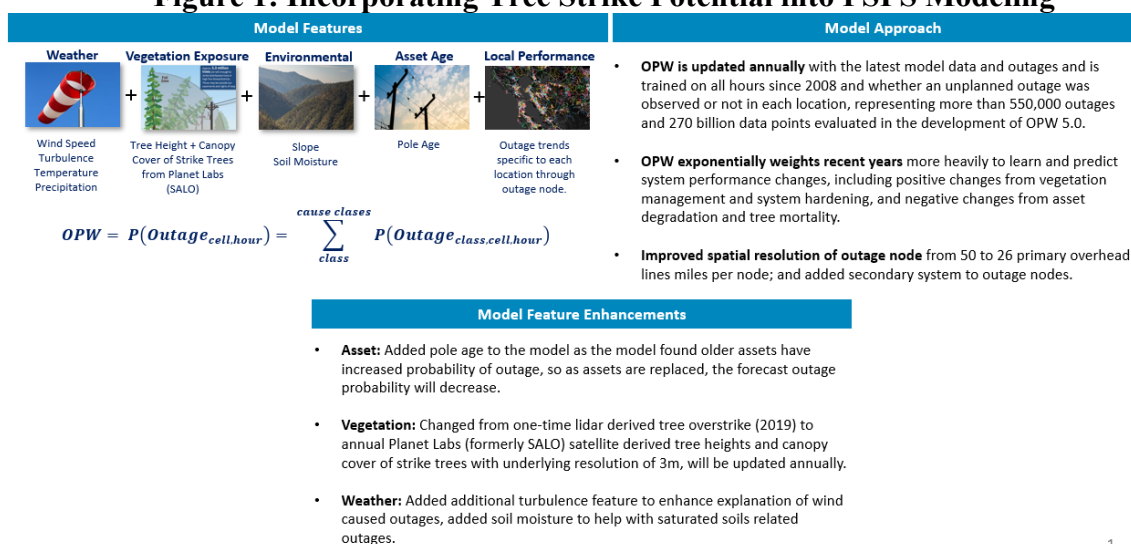 Figure 1: Incorporating Tree Strike Potential into PSPS Modeling
Model Features
Weather
Vegetation Exposure
Environmental
Asset Age
Local Performance
+
+
+
+
Wind Speed
Turbulence
Temperature
Precipitation
Tree Height + Canopy
Cover of Strike Trees
from Planet Labs
(SALO)
Slope
Soil Moisture
Pole Age
Outage trends
specific to each
location through
outage node.
cause clases
OPW = P(Outage cell,hour) = ∑ P(Outage class,cell,hour)
class
Model Approach
• OPW is updated annually with the latest model data and outages and is
trained on all hours since 2008 and whether an unplanned outage was
observed or not in each location, representing more than 550,000 outages
and 270 billion data points evaluated in the development of OPW 5.0.
• OPW exponentially weights recent years more heavily to learn and predict
system performance changes, including positive changes from vegetation
management and system hardening, and negative changes from asset
degradation and tree mortality.
• Improved spatial resolution of outage node from 50 to 26 primary overhead
lines miles per node; and added secondary system to outage nodes.
Model Feature Enhancements
• Asset: Added pole age to the model as the model found older assets have
increased probability of outage, so as assets are replaced, the forecast outage
probability will decrease.
• Vegetation: Changed from one-time lidar derived tree overstrike (2019) to
annual Planet Labs (formerly SALO) satellite derived tree heights and canopy
cover of strike trees with underlying resolution of 3m, will be updated annually.
• Weather: Added additional turbulence feature to enhance explanation of wind
caused outages, added soil moisture to help with saturated soils related
outages.
1